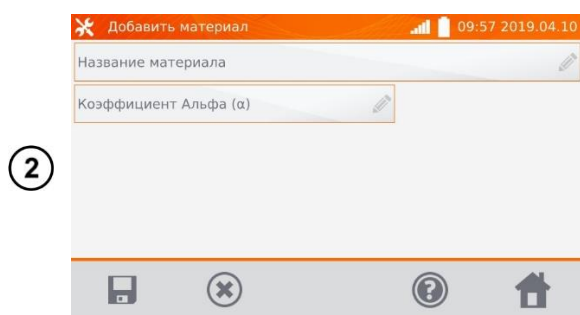 Добавить материал 09:57 2019.04.10
Название материала
Коэффициент Альфа (α)
2
?